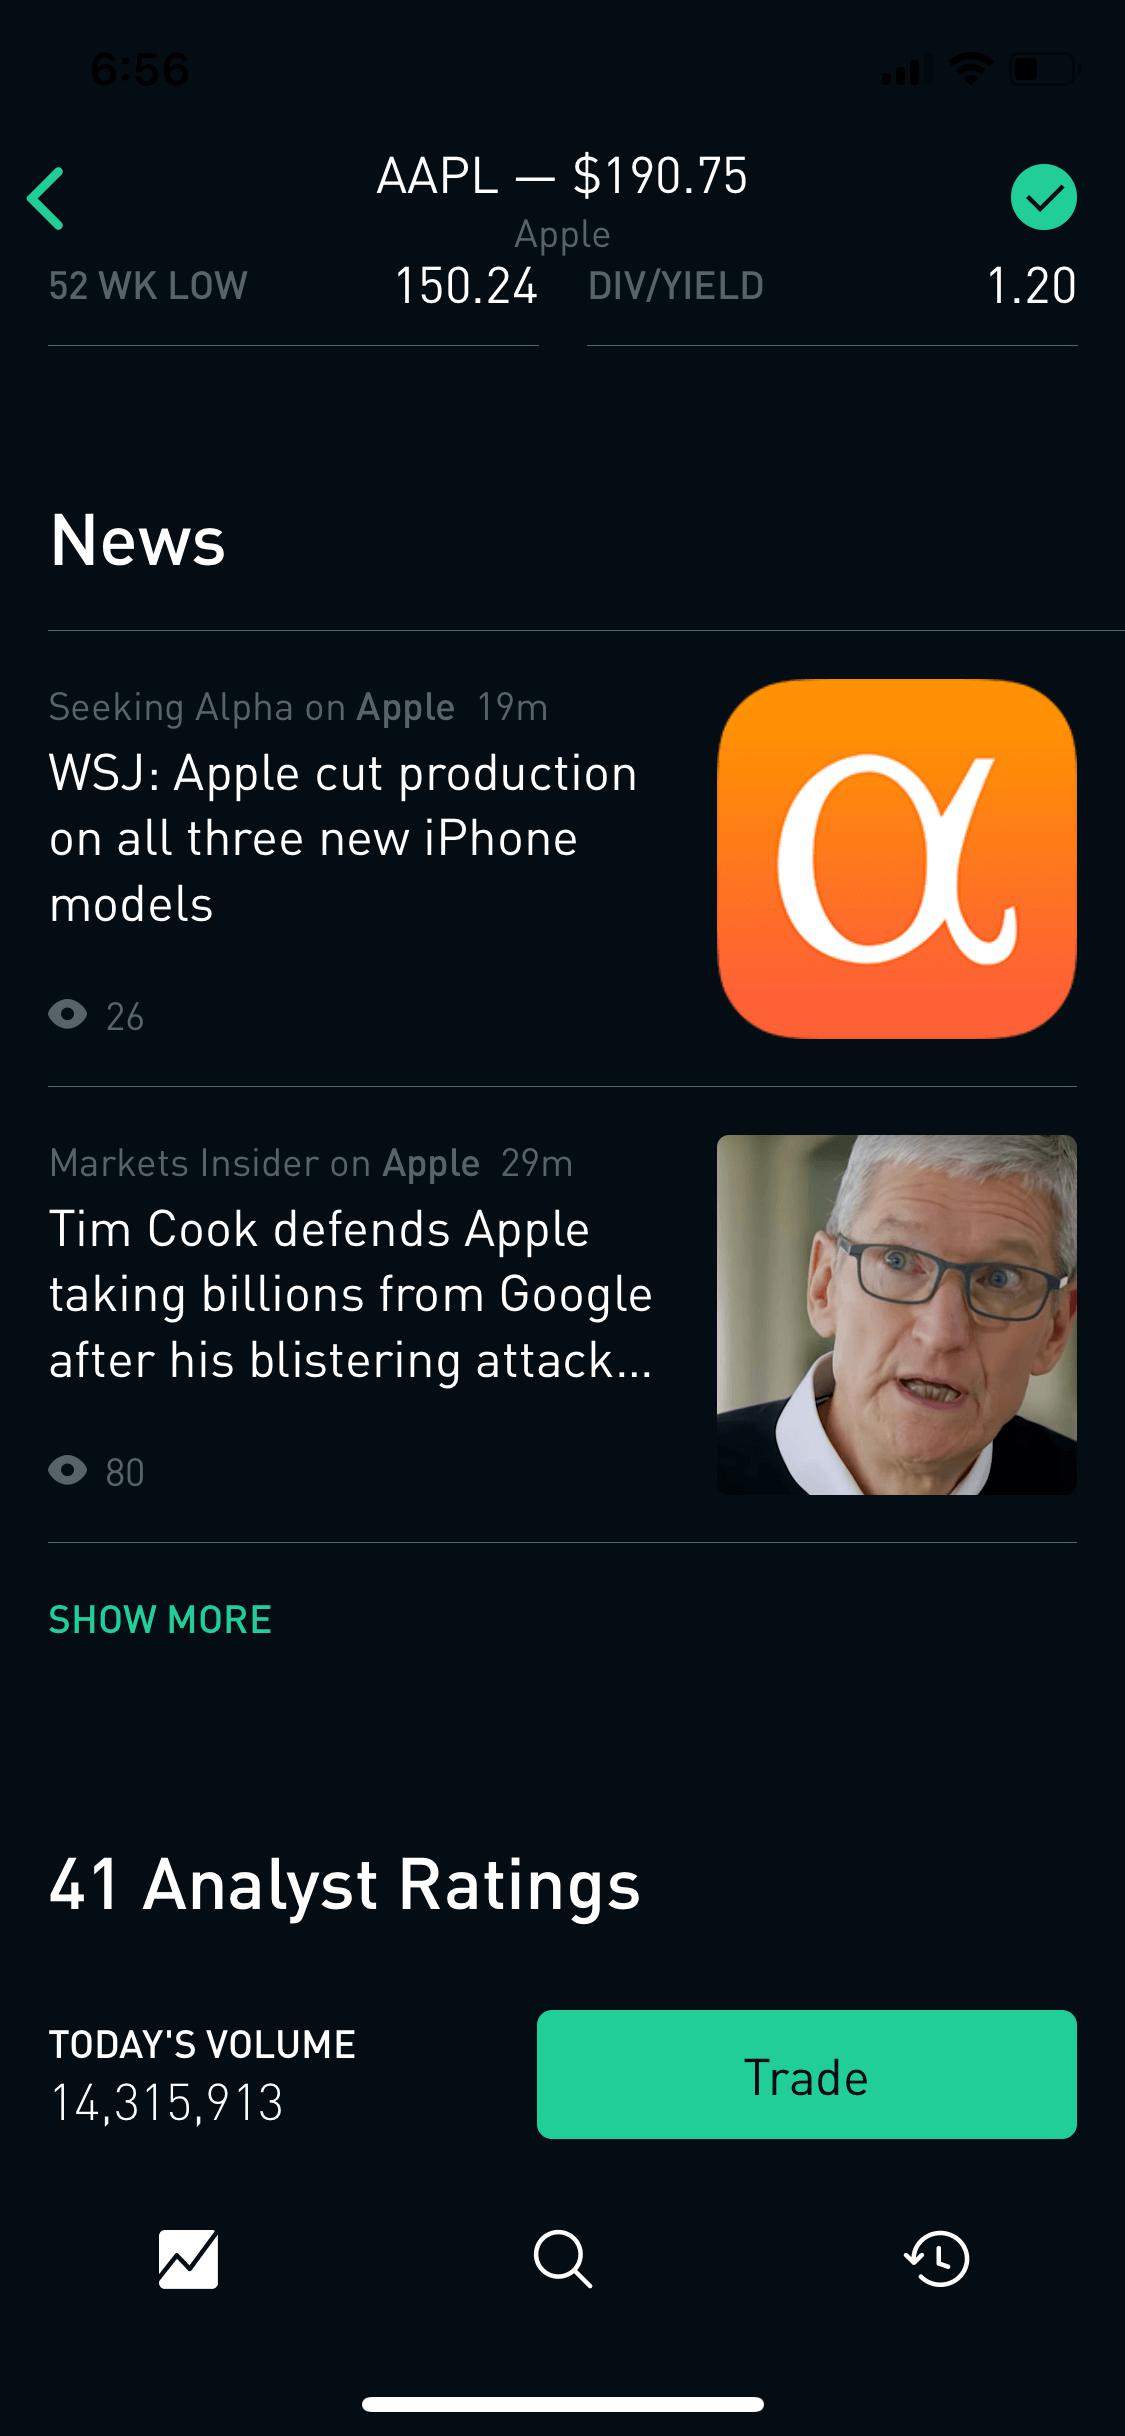 6:56
AAPL — $190.75
Apple
52 WK LOW 150.24 DIV/YIELD 1.20
News
Seeking Alpha on Apple 19m
WSJ: Apple cut production
on all three new iPhone
models
26
Markets Insider on Apple 29m
Tim Cook defends Apple
taking billions from Google
after his blistering attack...
80
SHOW MORE
41 Analyst Ratings
TODAY'S VOLUME
14,315,913
Trade